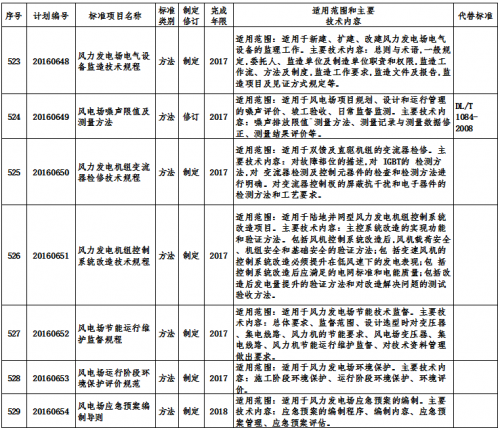 序号 计划编号 标准项目名称 标准类别 制定修订 完成年限 适用范围和主要技术内容 代替标准
523 20160648 风力发电场电气设备监造技术规程 方法 制定 2017
适用范围：适用于新建、扩建、改建风力发电场电气
设备的监理工作。主要技术内容：总则与术语,一般规
定,委托人、监造单位及制造单位职责和权限,监造工
作流、方法及制度,监造工作要求,监造文件及报告,监
造项目及见证方式规定等。
524 20160649 风电场噪声限值及测量方法 方法 修订 2017
适用范围：适用于风电场项目规划、设计和运行管理
的噪声评价、竣工验收、日常监督监测。主要技术内
容：噪声排放限值、测量方法、测量记录与测量数据修
正、测量结果评价等。
DL/T
1084-
2008
525 20160650 风力发电机组变流器检修技术规程 方法 制定 2017
适用范围：适用于双馈及直驱机组的变流器检修。主
要技术内容：对故障部位的描述,对 IGBT的 检测方
法,对 变流器检测及控制元器件的检查和检测方法进
行明确。对变流器控制板的屏蔽抗干扰和电子器件的
检测方法和工艺要求。
526 20160651 风力发电机组控制系统改造技术规程 方法 制定 2017
适用范围：适用于陆地并网型风力发电机组控制系统
改造项目。主要技术内容：主控系统改造的实现功能
和验证方法。包括风机控制系统改造后,风机载荷安全
、机组安全和基础安全的验证方法；包 括变速风机的
控制系统改造必须提升在低风速下的发电表现；包 括
控制系统改造后应满足的电网标准和电能质量；包括改
造后发电量提升的验证方法和对改造解决问题的测试
验收方法。
527 20160652 风电场节能运行维护监督规程 方法 制定 2017
适用范围：适用于风力发电场节能技术监督。主要技
术内容：总体要求、监督范围、设计选型时对变压器
、集电线路、风力机的节能要求、风电场变压器、集
电线路、风力机节能运行维护监督、对技术资料管理
做出要求。
528 20160653 风电场运行阶段环境保护评价规范 方法 制定 2017
适用范围：适用于风力发电场环境保护。主要技术内
容：施工阶段环境保护、运行阶段环境保护、环境评
价。
529 20160654 风电场应急预案编制导则 方法 制定 2018
适用范围：适用于风电场应急预案的编制。主要技
术内容：应急预案的编制程序、编制内容、应急预
案管理、应急预案评估。